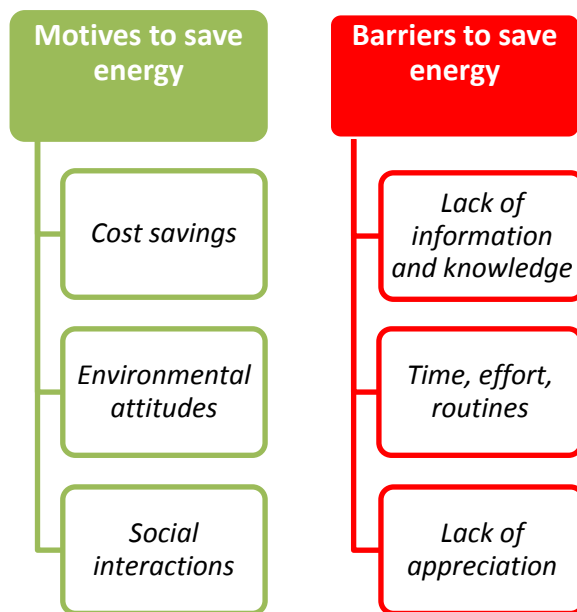 Motives to save
energy
Cost savings
Environmental
attitudes
Social
interactions
Barriers to save
energy
Lack of
information
and knowledge
Time, effort,
routines
Lack of
appreciation